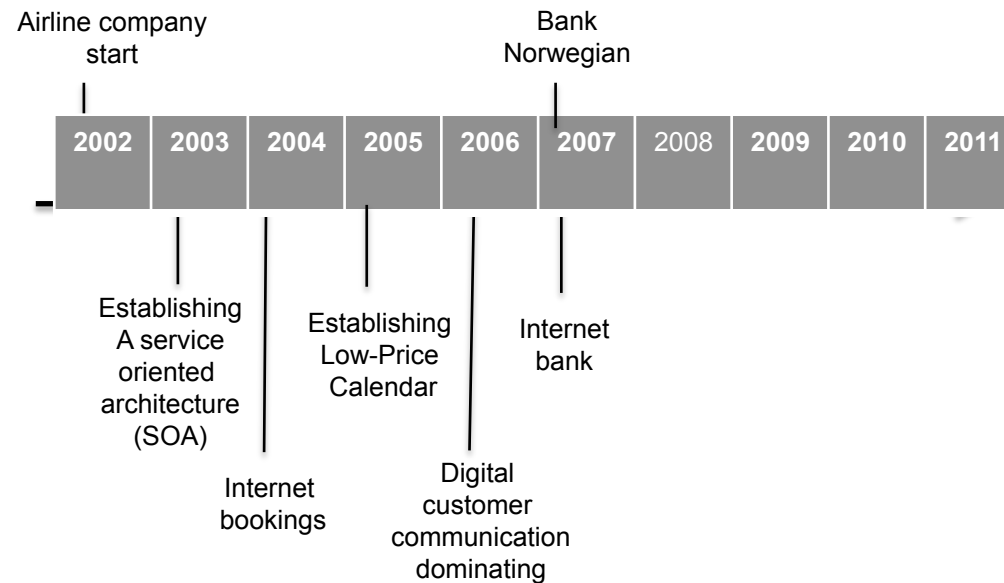 Airline company
start
Bank
Norwegian
2002 2003 2004 2005 2006 2007 2008 2009 2010 2011
Establishing
A service
oriented
architecture
(SOA)
Internet
bookings
Establishing
Low-Price
Calendar
Digital
customer
communication
dominating
Internet
bank